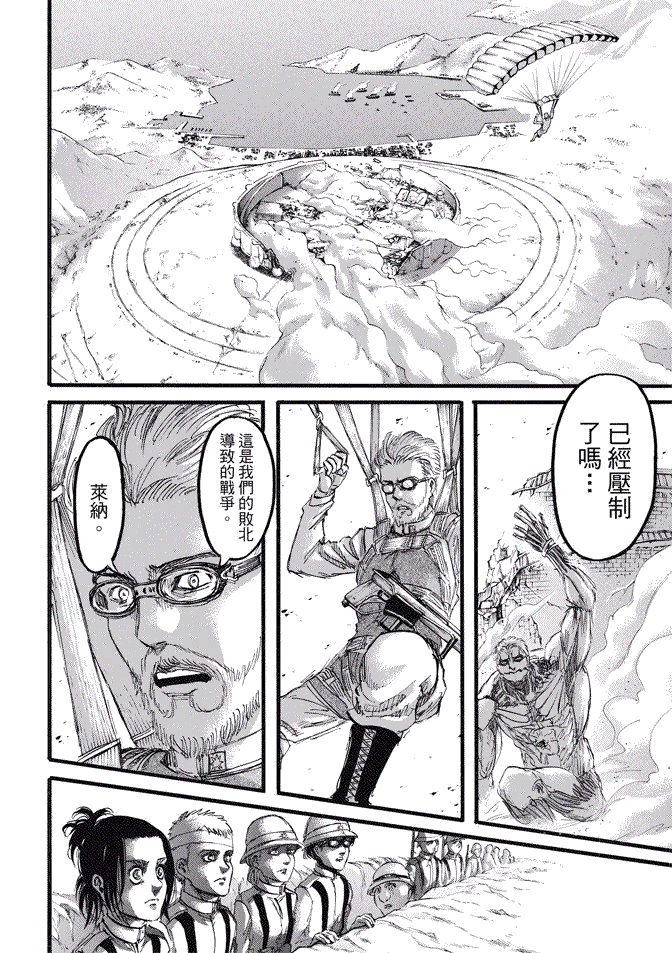 已經壓制
了嗎…
這是我們的敗北
導致的戰爭。
萊納。